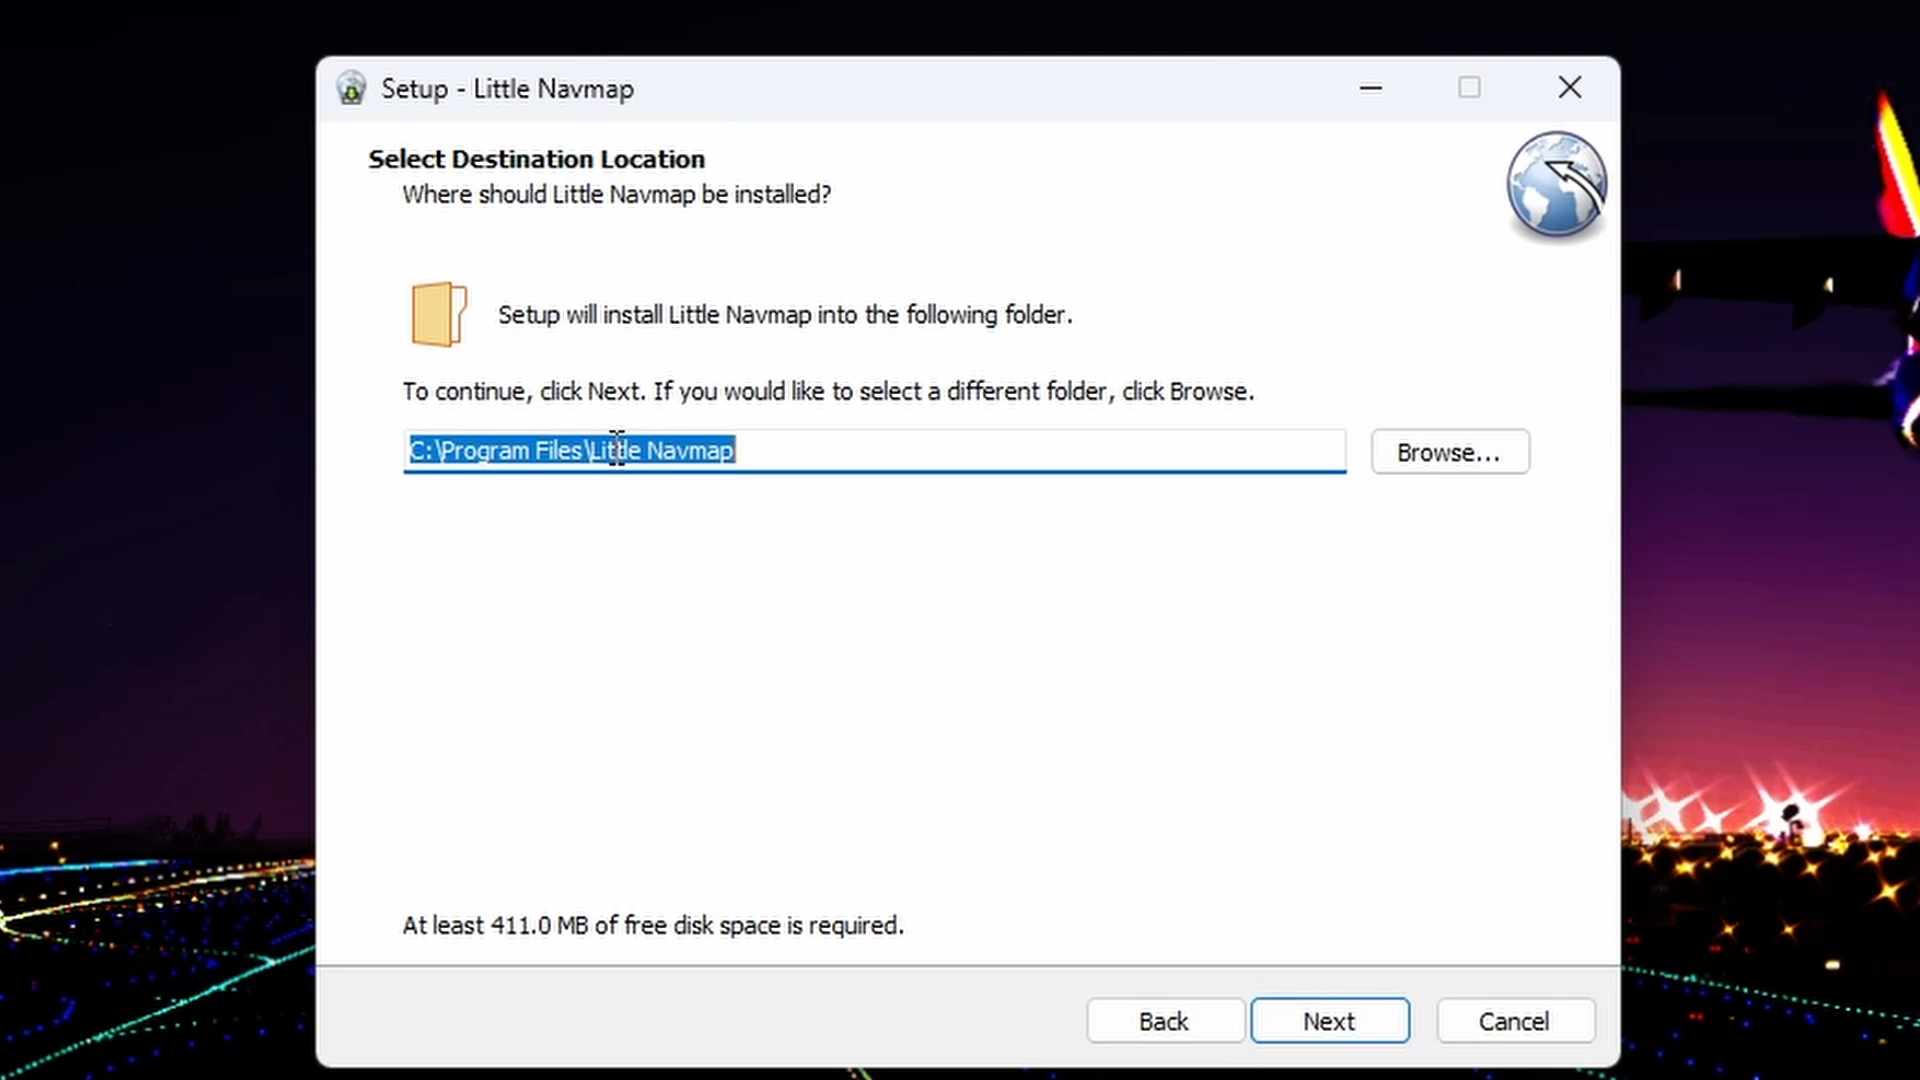 Setup - Little Navmap
Select Destination Location
Where should Little Navmap be installed?
Setup will install Little Navmap into the following folder.
To continue, click Next. If you would like to select a different folder, click Browse.
C:\Program Files\Little Navmap
Browse...
At least 411.0 MB of free disk space is required.
Back
Next
Cancel